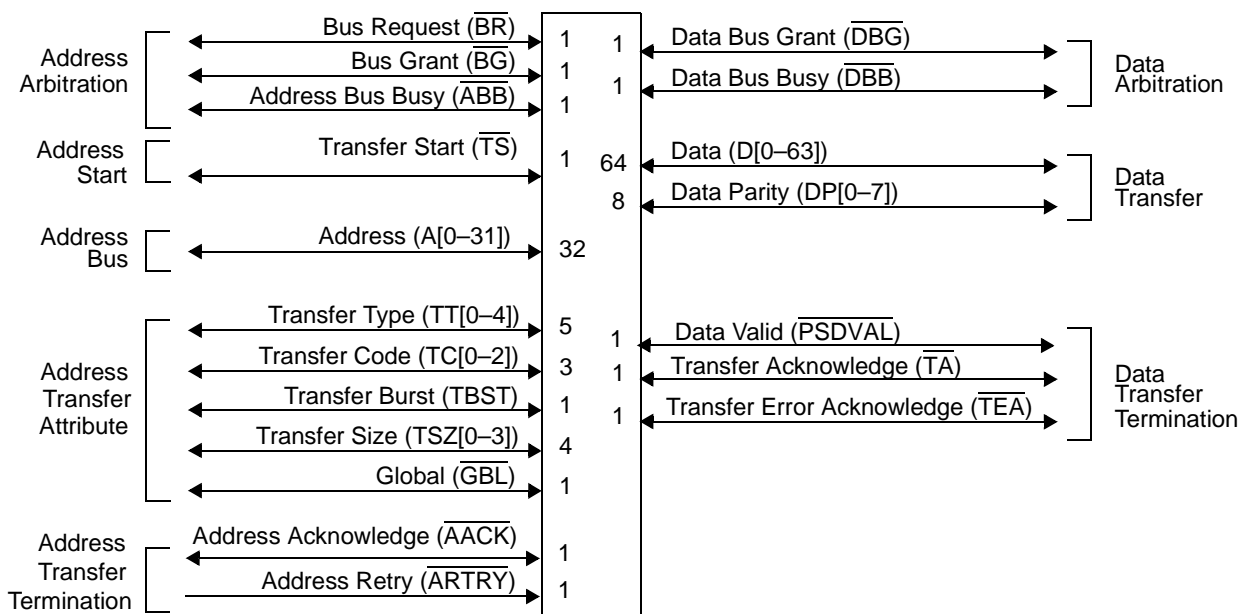 Address
Arbitration
Bus Request (BR)
1
Bus Grant (BG)
1
Address Bus Busy (ABB)
1
Address
Start
Transfer Start (TS)
1
Address
Bus
Address (A[0–31])
32
Address
Transfer
Attribute
Transfer Type (TT[0–4])
5
Transfer Code (TC[0–2])
3
Transfer Burst (TBST)
1
Transfer Size (TSZ[0–3])
4
Global (GBL)
1
Address
Transfer
Termination
Address Acknowledge (AACK)
1
Address Retry (ARTRY)
1
1
Data Bus Grant (DBG)
1
Data Bus Busy (DBB)
Data
Arbitration
64
Data (D[0–63])
8
Data Parity (DP[0–7])
Data
Transfer
1
Data Valid (PSDVAL)
1
Transfer Acknowledge (TA)
1
Transfer Error Acknowledge (TEA)
Data
Transfer
Termination